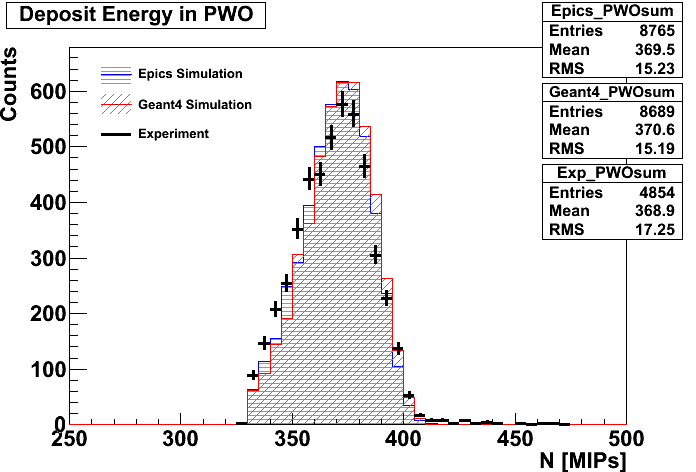 Deposit Energy in PWO
Epics_PWOsum
Entries 8765
Mean 369.5
RMS 15.23
Geant4_PWOsum
Entries 8689
Mean 370.6
RMS 15.19
Exp_PWOsum
Entries 4854
Mean 368.9
RMS 17.25
Counts
Epics Simulation
Geant4 Simulation
Experiment
600
500
400
300
200
100
0
250 300 350 400 450 500
N [MIPs]